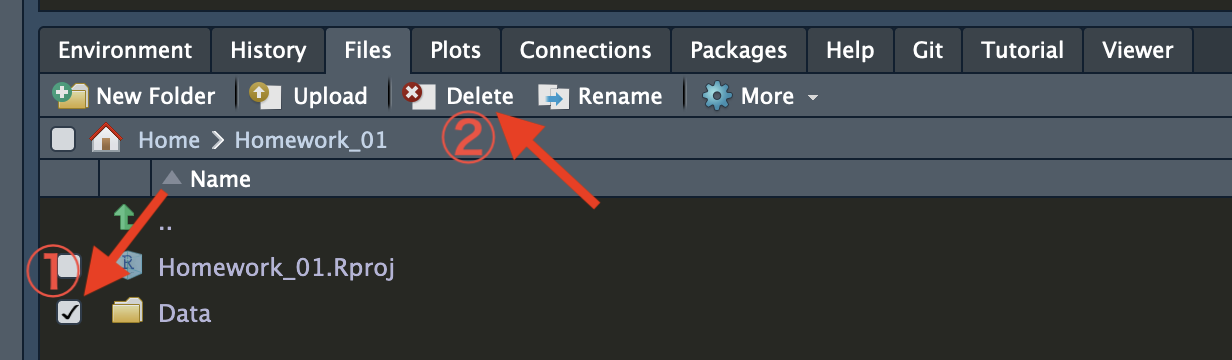 Environment History Files Plots Connections Packages Help Git Tutorial Viewer
New Folder Upload Delete Rename More
② Home Homework_01
Name
..
① R Homework_01.Rproj
Data